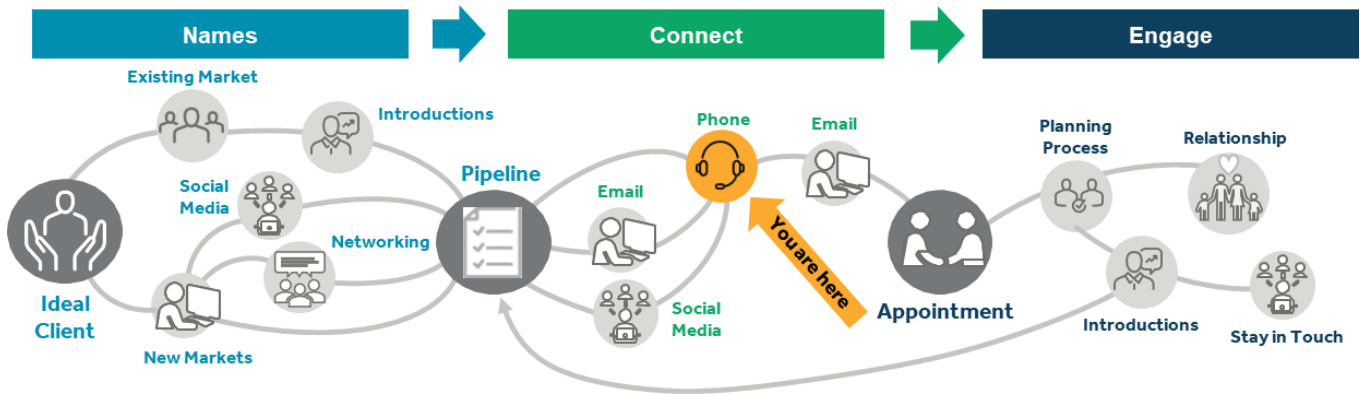 Names
Connect
Engage
Existing Market
Introductions
Social
Media
Networking
Ideal
Client
New Markets
Pipeline
Email
Social
Media
Phone
Email
You are here
Appointment
Planning
Process
Relationship
Introductions
Stay in Touch